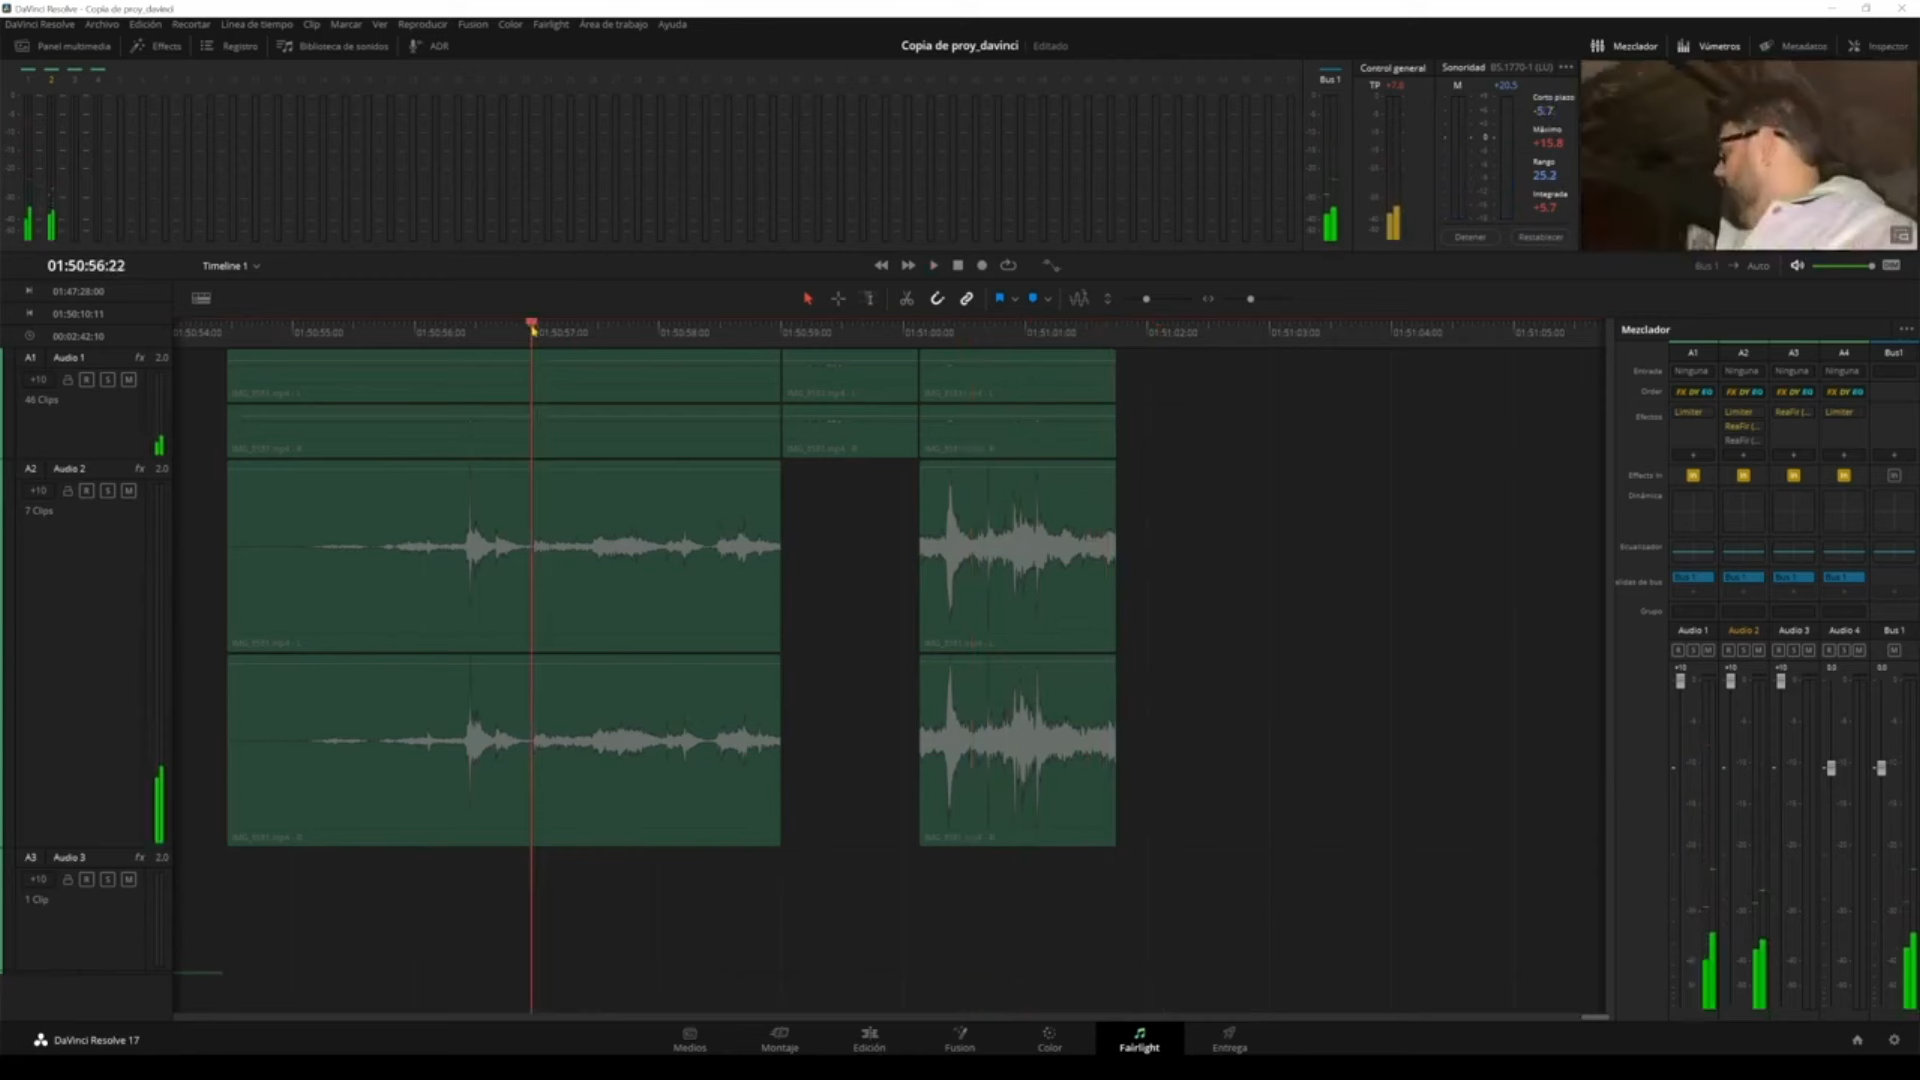 DaVinci Resolve - Copia de proy_davinci
DaVinci Resolve Archivo Edición Recortar Línea de tiempo Clip Marcar Ver Reproducir Fusion Color Fairlight Área de trabajo Ayuda
Panel multimedia Effects Registro Biblioteca de sonidos ADR Copia de proy_davinci Editado Mezclador Vúmetros Metadatos Inspector
Bus 1 Control general Sonoridad BS.1770-1 (LU)
TP +7.8 M +20.5
Corto plazo
-5.7
Máximo
+15.8
Rango
25.2
Integrada
+5.7
Detener Restablecer
01:50:56:22 Timeline 1 Bus 1 Auto DIM
01:47:28:00
01:50:10:11
00:02:42:10
01:50:54:00 01:50:55:00 01:50:56:00 01:50:57:00 01:50:58:00 01:50:59:00 01:51:00:00 01:51:01:00 01:51:02:00 01:51:03:00 01:51:04:00 01:51:05:00
A1 Audio 1 fx 2.0
+10 R S M
46 Clips
A2 Audio 2 fx 2.0
+10 R S M
7 Clips
A3 Audio 3 fx 2.0
+10 R S M
1 Clip
Mezclador
A1 A2 A3 A4 Bus1
Entrada Ninguna Ninguna Ninguna Ninguna
Order FX DY EQ FX DY EQ FX DY EQ FX DY EQ
Efectos Limiter Limiter ReaFir (... Limiter
ReaFir (...
ReaFir (...
Effects In
Dinámica
Ecualizador
alidas de bus Bus 1 Bus 1 Bus 1 Bus 1
Grupo
Audio 1 Audio 2 Audio 3 Audio 4 Bus 1
R S M R S M R S M R S M M
+10 +10 +10 0.0 0.0
DaVinci Resolve 17
Medios Montaje Edición Fusion Color Fairlight Entrega